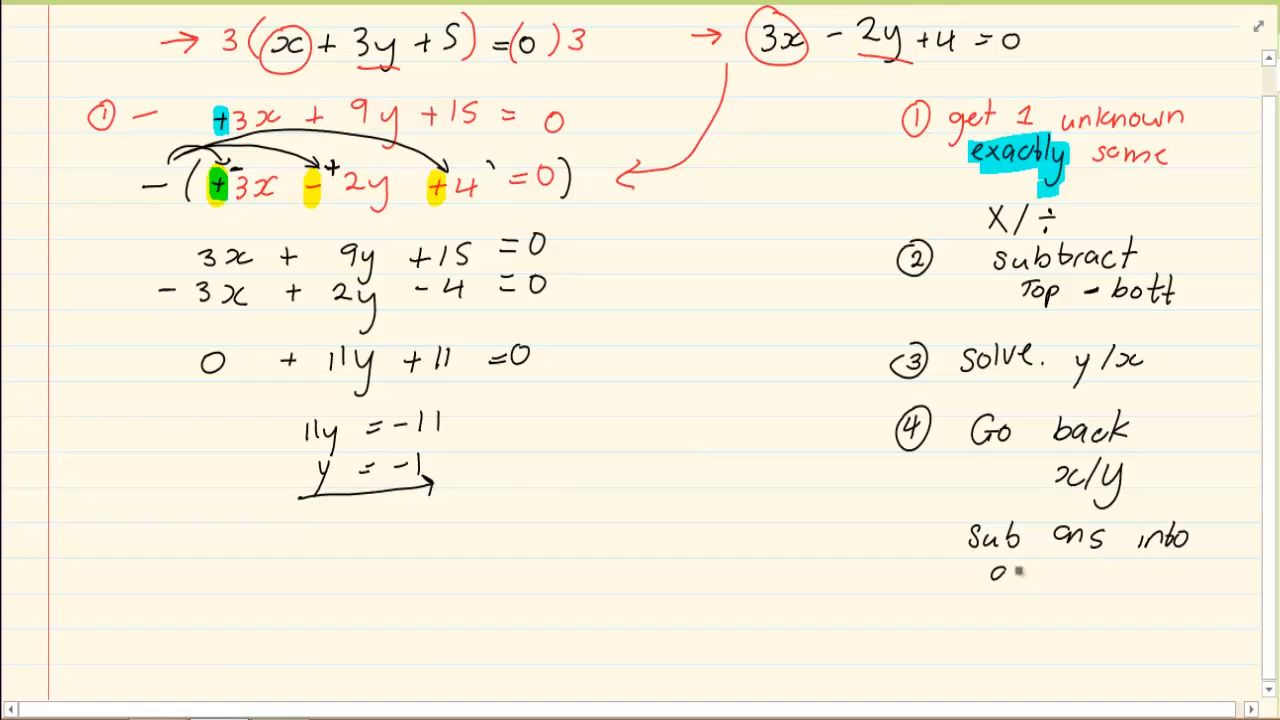 → 3(x + 3y + 5) = (0)3
→ 3x - 2y + 4 = 0
① - +3x + 9y + 15 = 0
-(+3x - + 2y + 4 = 0)
3x + 9y + 15 = 0
- 3x + 2y - 4 = 0
0 + 11y + 11 = 0
11y = -11
y = -1
① get 1 unknown
exactly same
X/÷
② subtract
Top - bott
③ Solve. y/x
④ Go back
x/y
Sub ans into
o